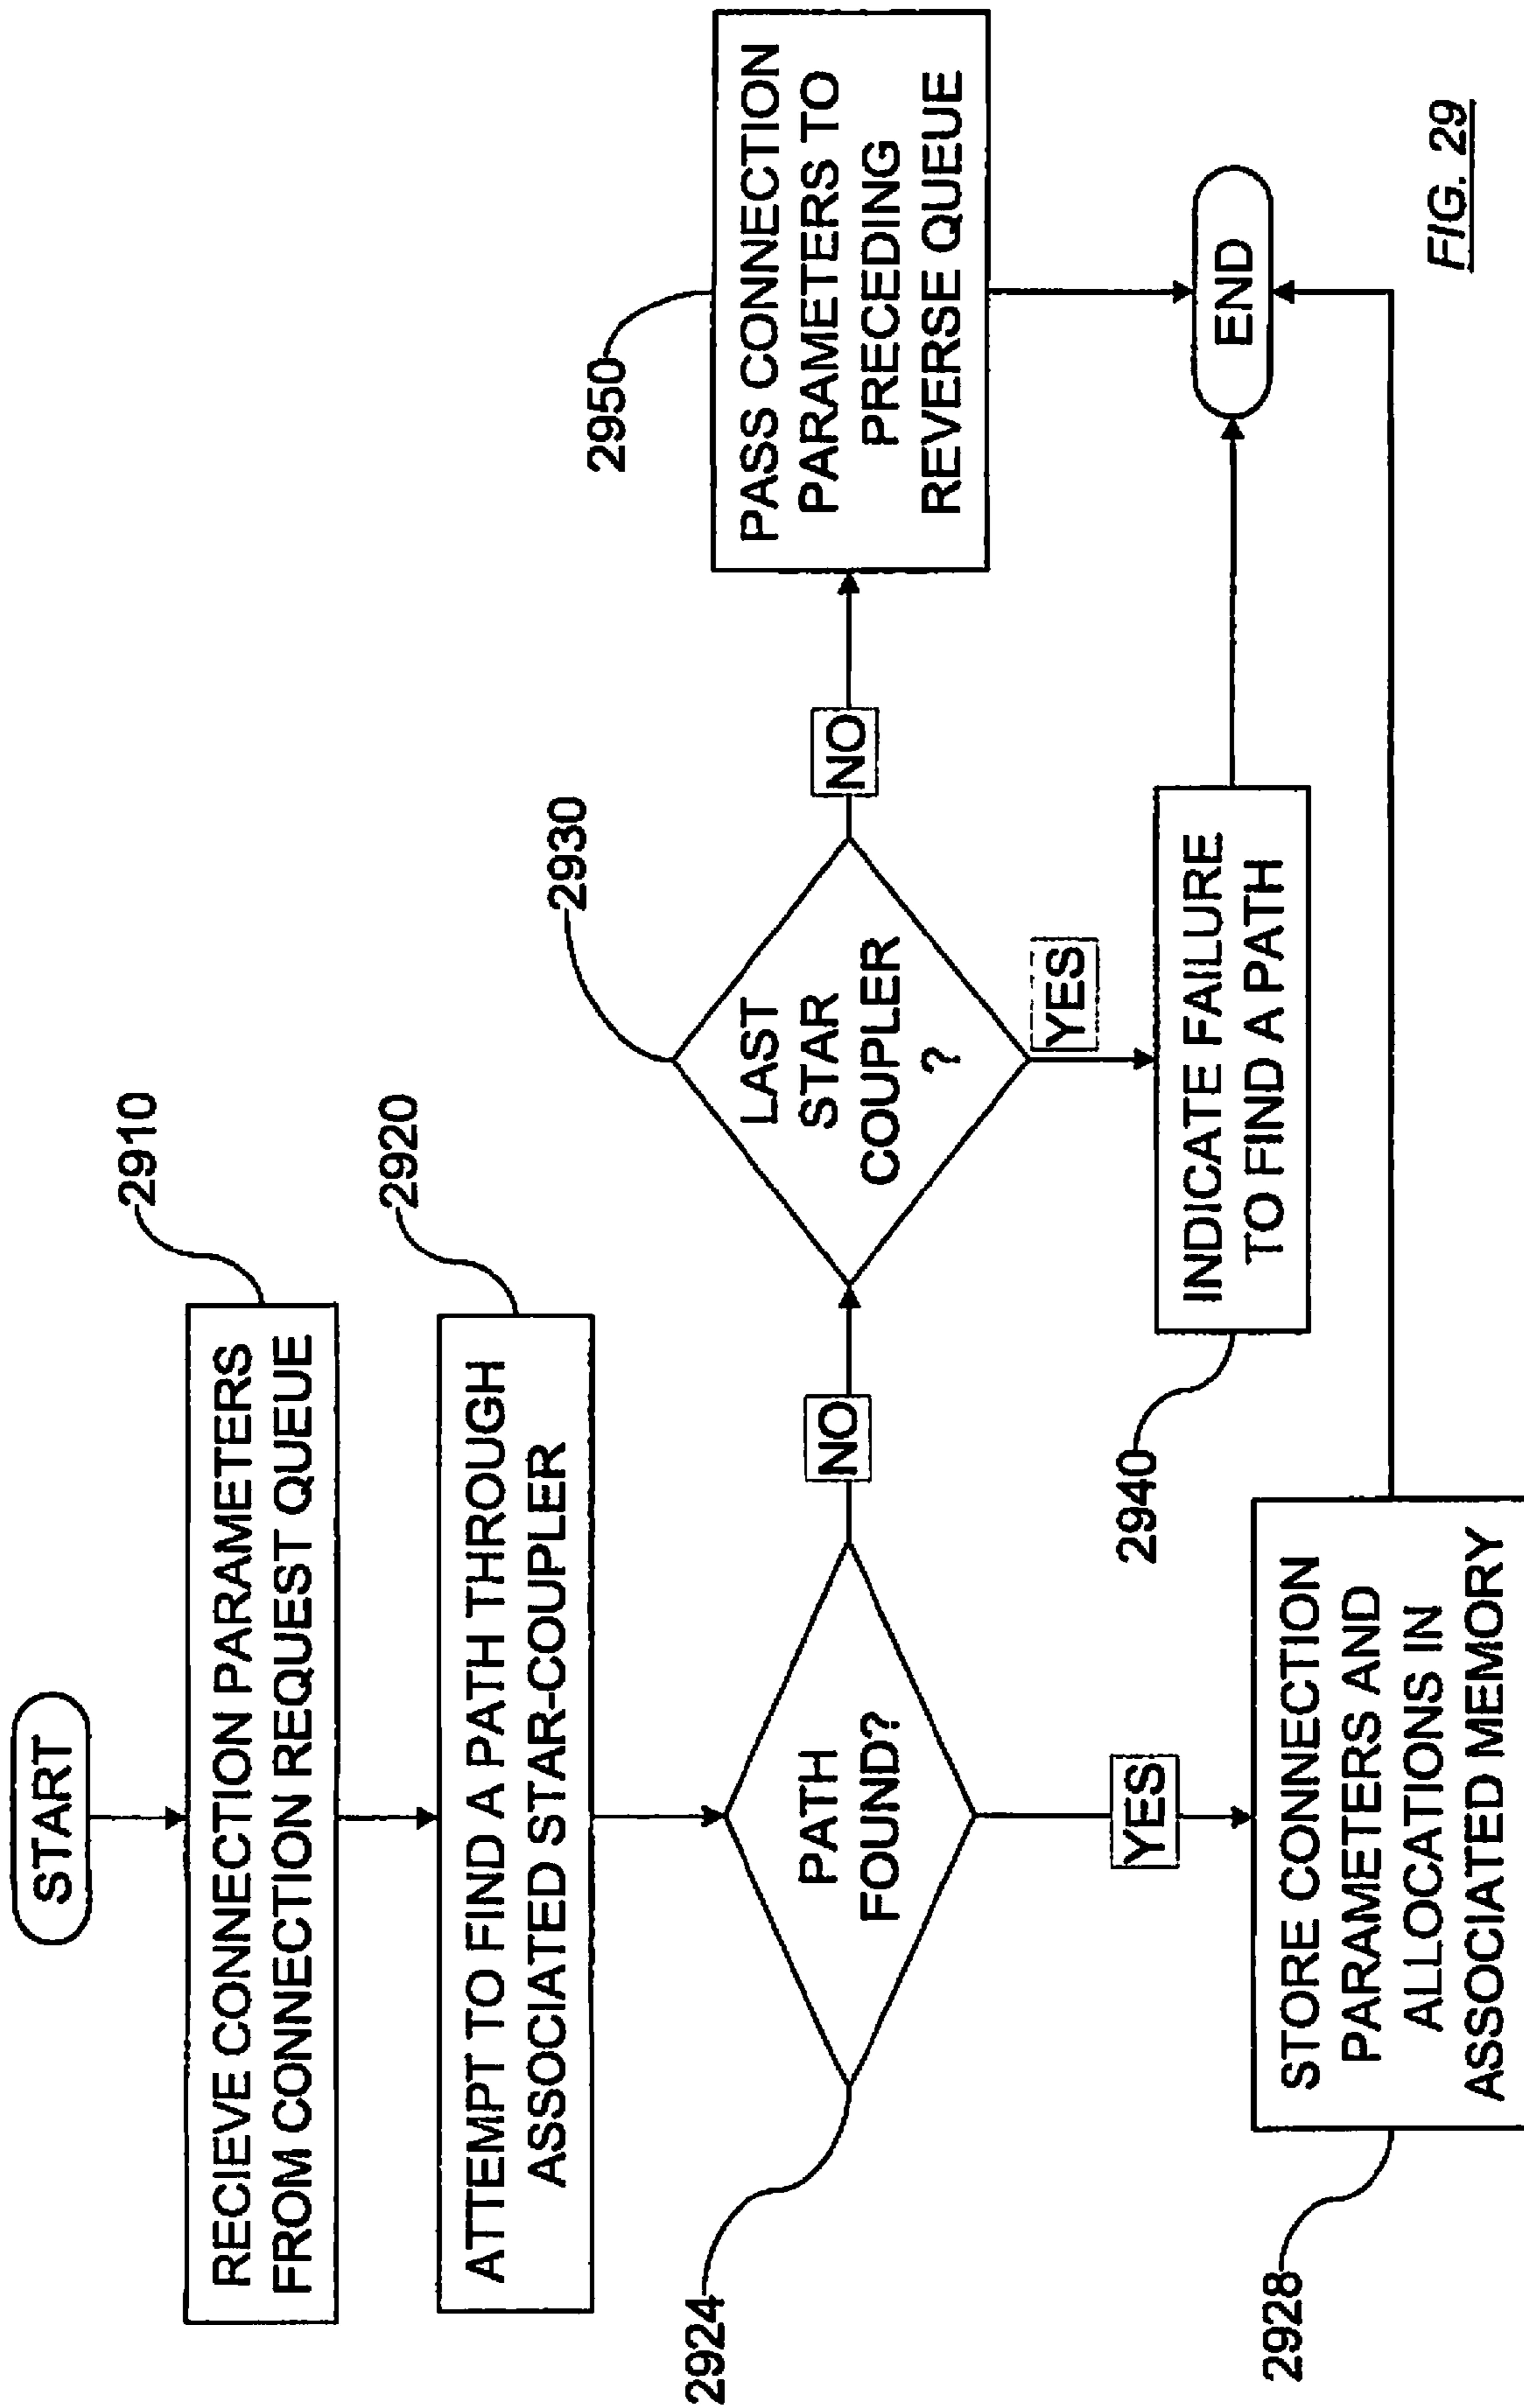 START
2910
RECIEVE CONNECTION PARAMETERS
FROM CONNECTION REQUEST QUEUE
2920
ATTEMPT TO FIND A PATH THROUGH
ASSOCIATED STAR-COUPLER
2924
PATH
FOUND?
NO
YES
2928
STORE CONNECTION
PARAMETERS AND
ALLOCATIONS IN
ASSOCIATED MEMORY
2930
LAST
STAR
COUPLER
?
NO
YES
2940
INDICATE FAILURE
TO FIND A PATH
2950
PASS CONNECTION
PARAMETERS TO
PRECEDING
REVERSE QUEUE
END
FIG. 29